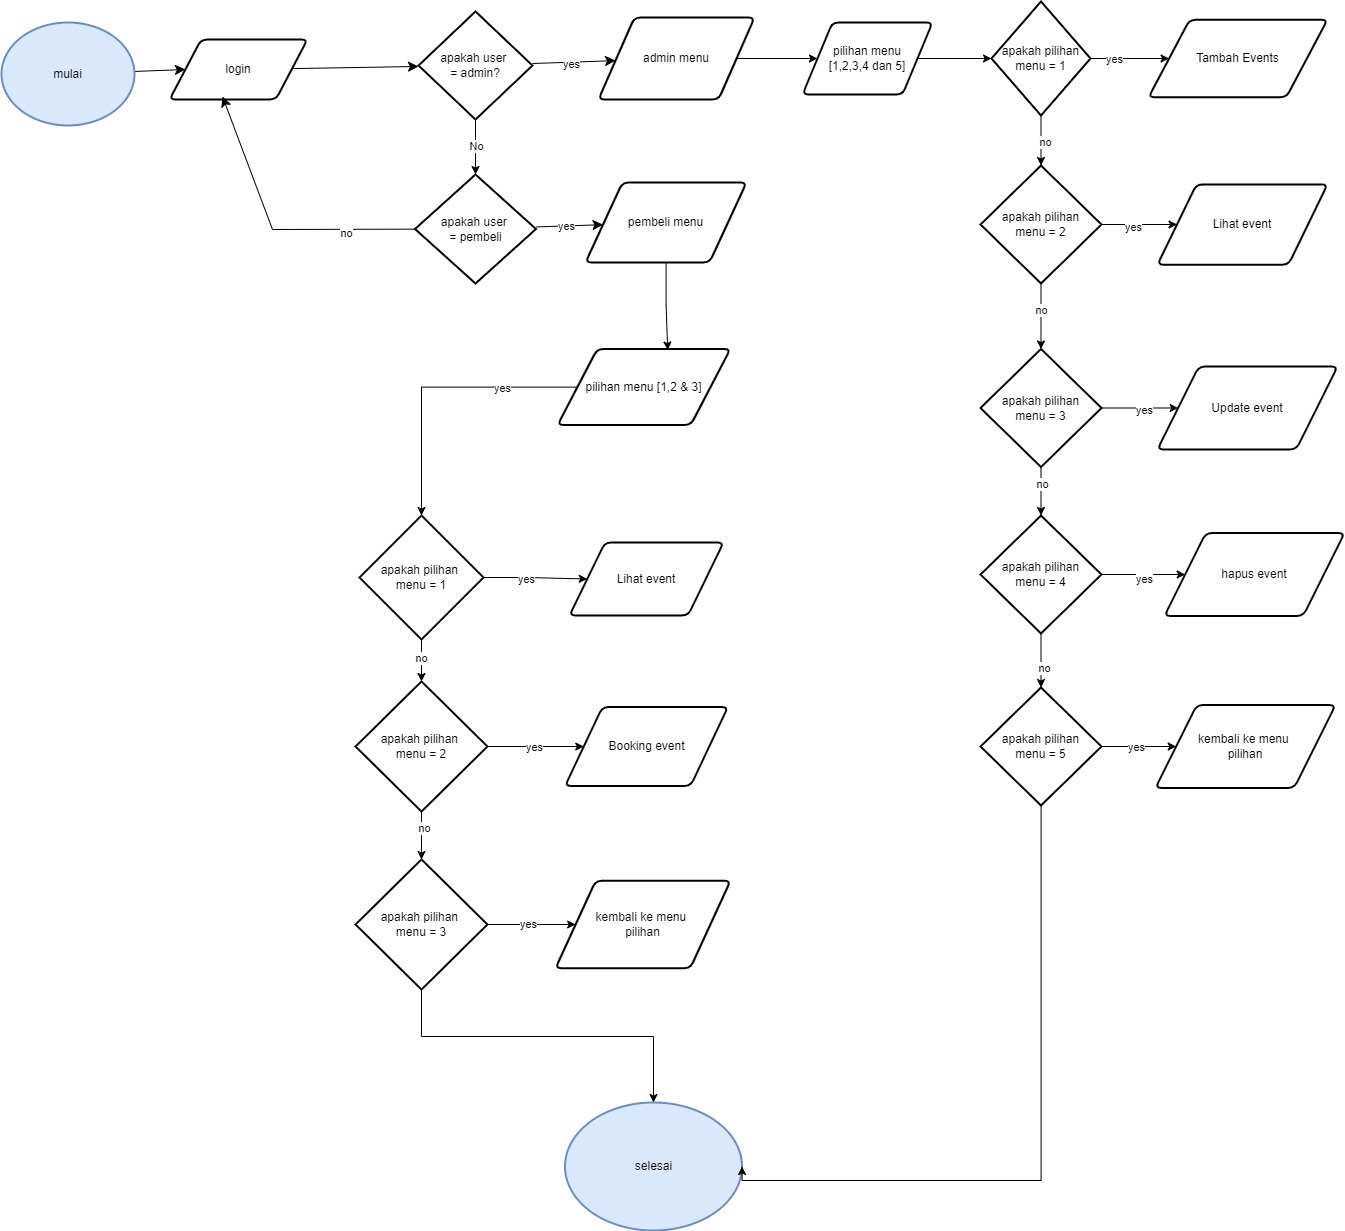 mulai
login
apakah user
= admin?
yes
admin menu
pilihan menu
[1,2,3,4 dan 5]
apakah pilihan
menu = 1
yes
Tambah Events
No
no
apakah user
= pembeli
yes
pembeli menu
no
apakah pilihan
menu = 2
yes
Lihat event
no
pilihan menu [1,2 & 3]
yes
apakah pilihan
menu = 3
yes
Update event
no
apakah pilihan
menu = 1
yes
Lihat event
apakah pilihan
menu = 4
yes
hapus event
no
no
apakah pilihan
menu = 2
yes
Booking event
apakah pilihan
menu = 5
yes
kembali ke menu
pilihan
no
apakah pilihan
menu = 3
yes
kembali ke menu
pilihan
selesai